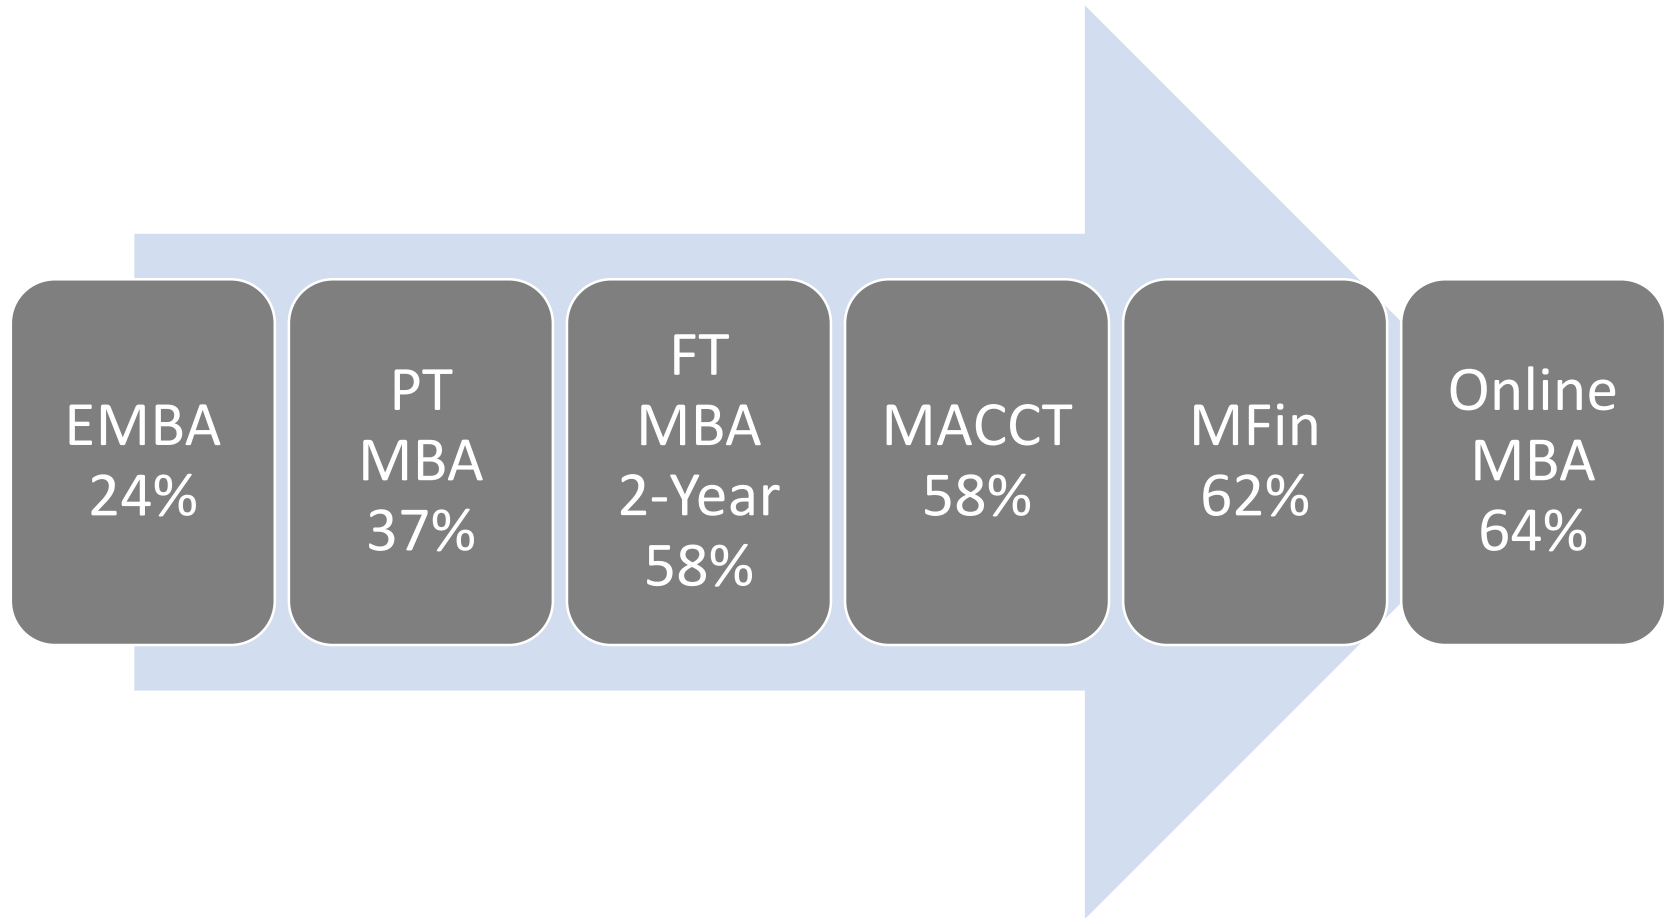 EMBA
24%
PT
MBA
37%
FT
MBA
2-Year
58%
MACCT
58%
MFin
62%
Online
MBA
64%